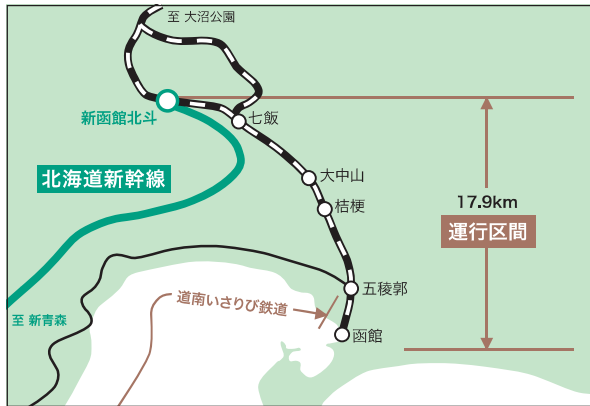 至 大沼公園
新函館北斗
七飯
北海道新幹線
大中山
桔梗
17.9km
運行区間
五稜郭
道南いさりび鉄道
至 新青森
函館